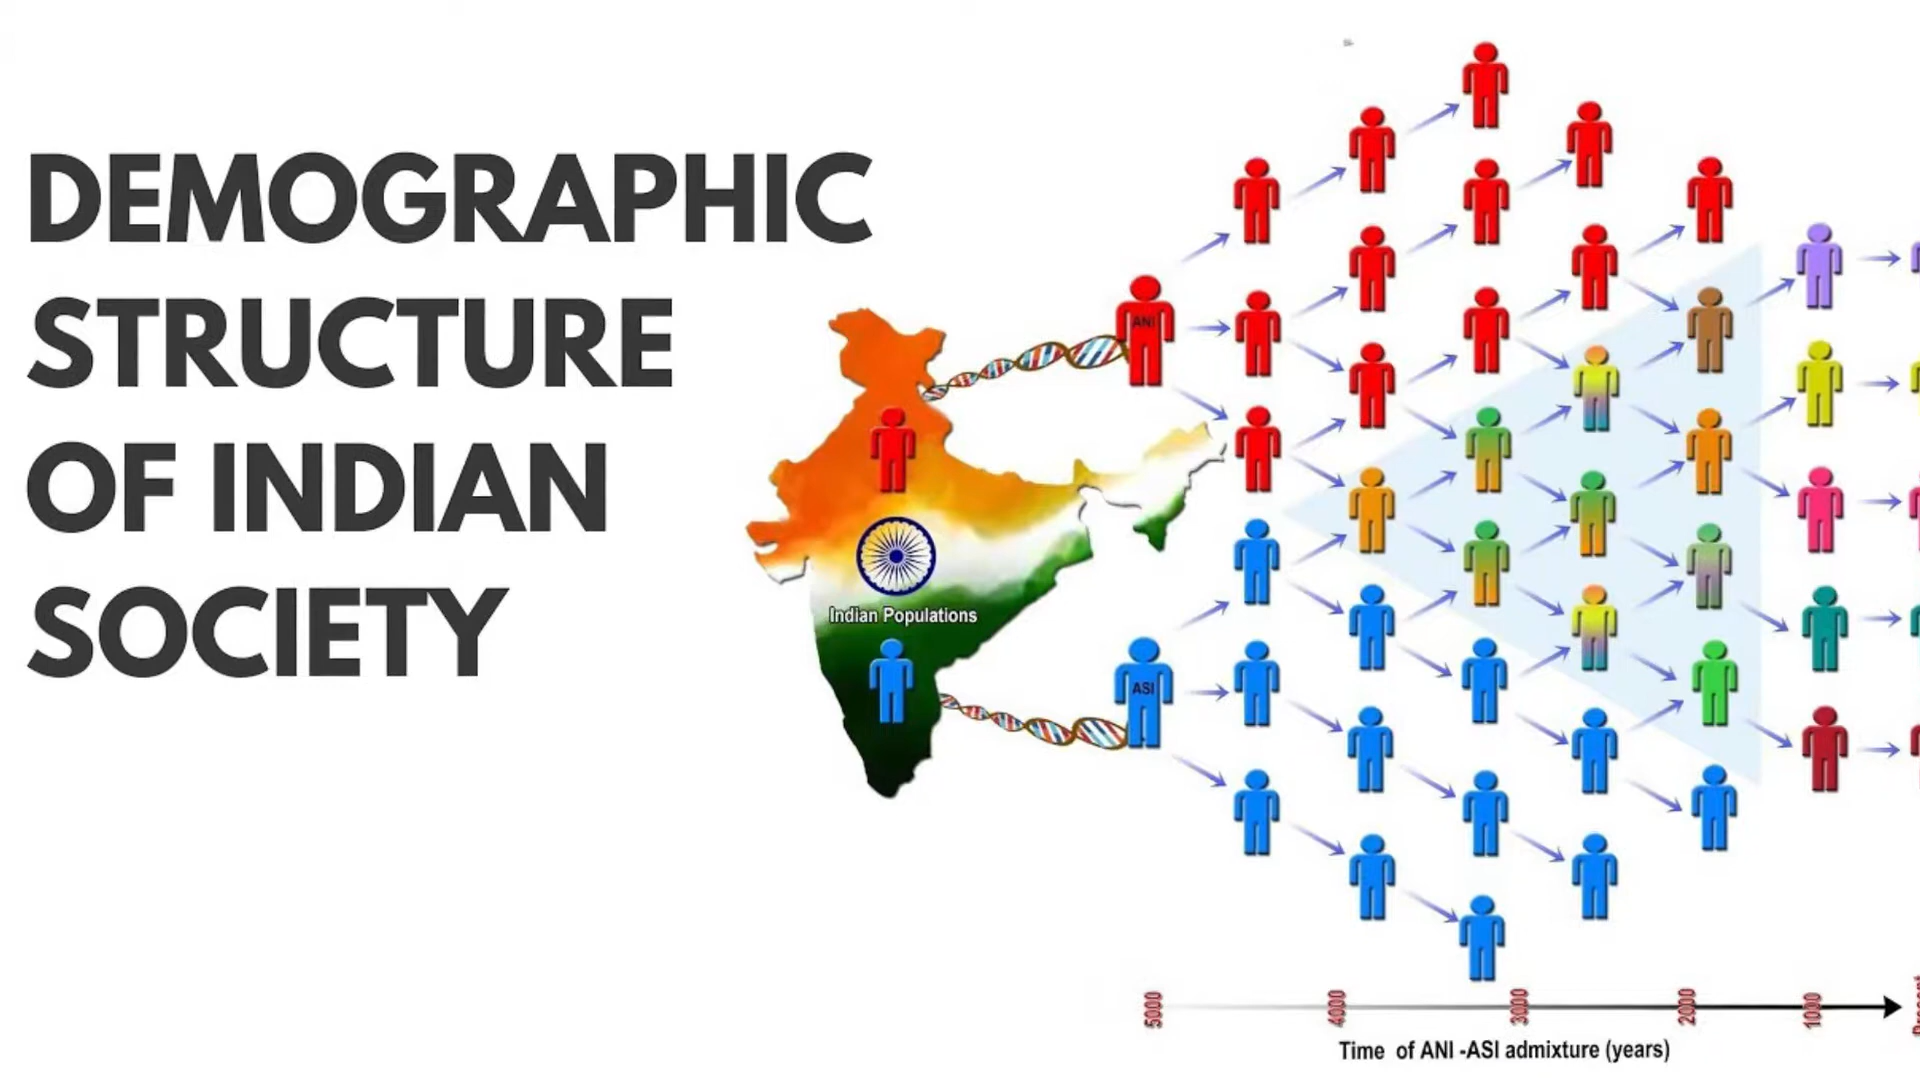 DEMOGRAPHIC
STRUCTURE
OF INDIAN
SOCIETY
ANI
Indian Populations
ASI
5000
4000
3000
2000
1000
Present
Time of ANI -ASI admixture (years)